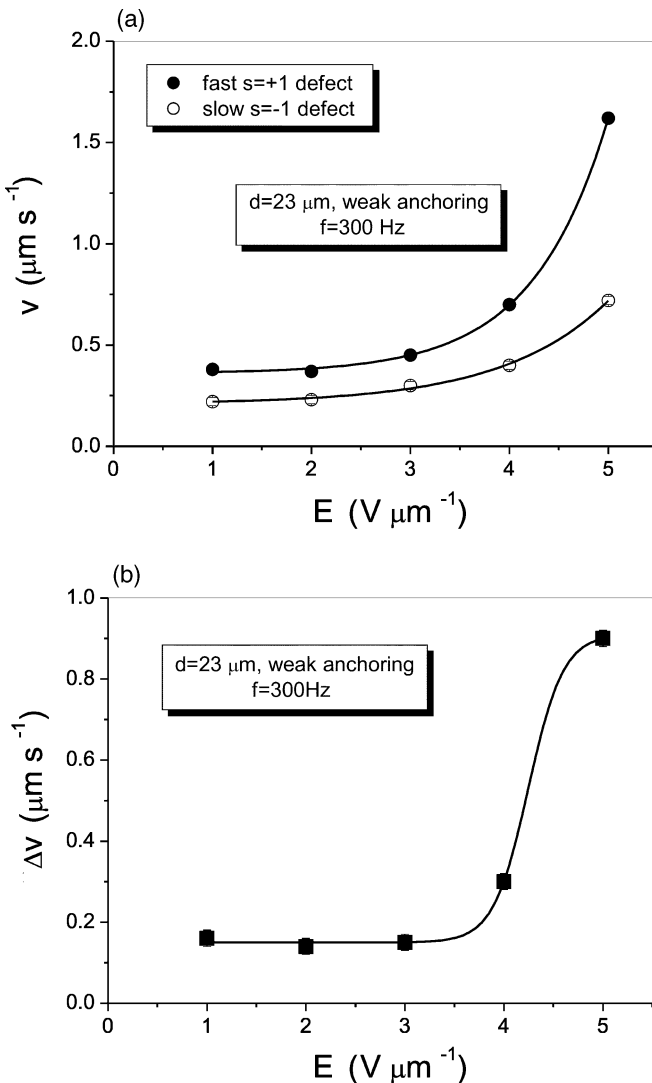 (a)
2.0
fast s=+1 defect
slow s=-1 defect
1.5
d=23 μm, weak anchoring
f=300 Hz
1.0
v (μm s⁻¹)
0.5
0.0
0 1 2 3 4 5
E (V μm⁻¹)
(b)
1.0
d=23 μm, weak anchoring
f=300Hz
0.8
0.6
Δv (μm s⁻¹)
0.4
0.2
0.0
0 1 2 3 4 5
E (V μm⁻¹)